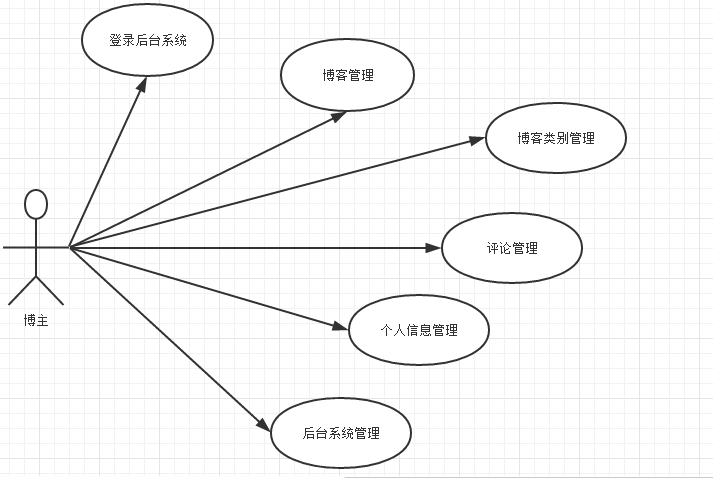 登录后台系统
博客管理
博客类别管理
评论管理
博主
个人信息管理
后台系统管理